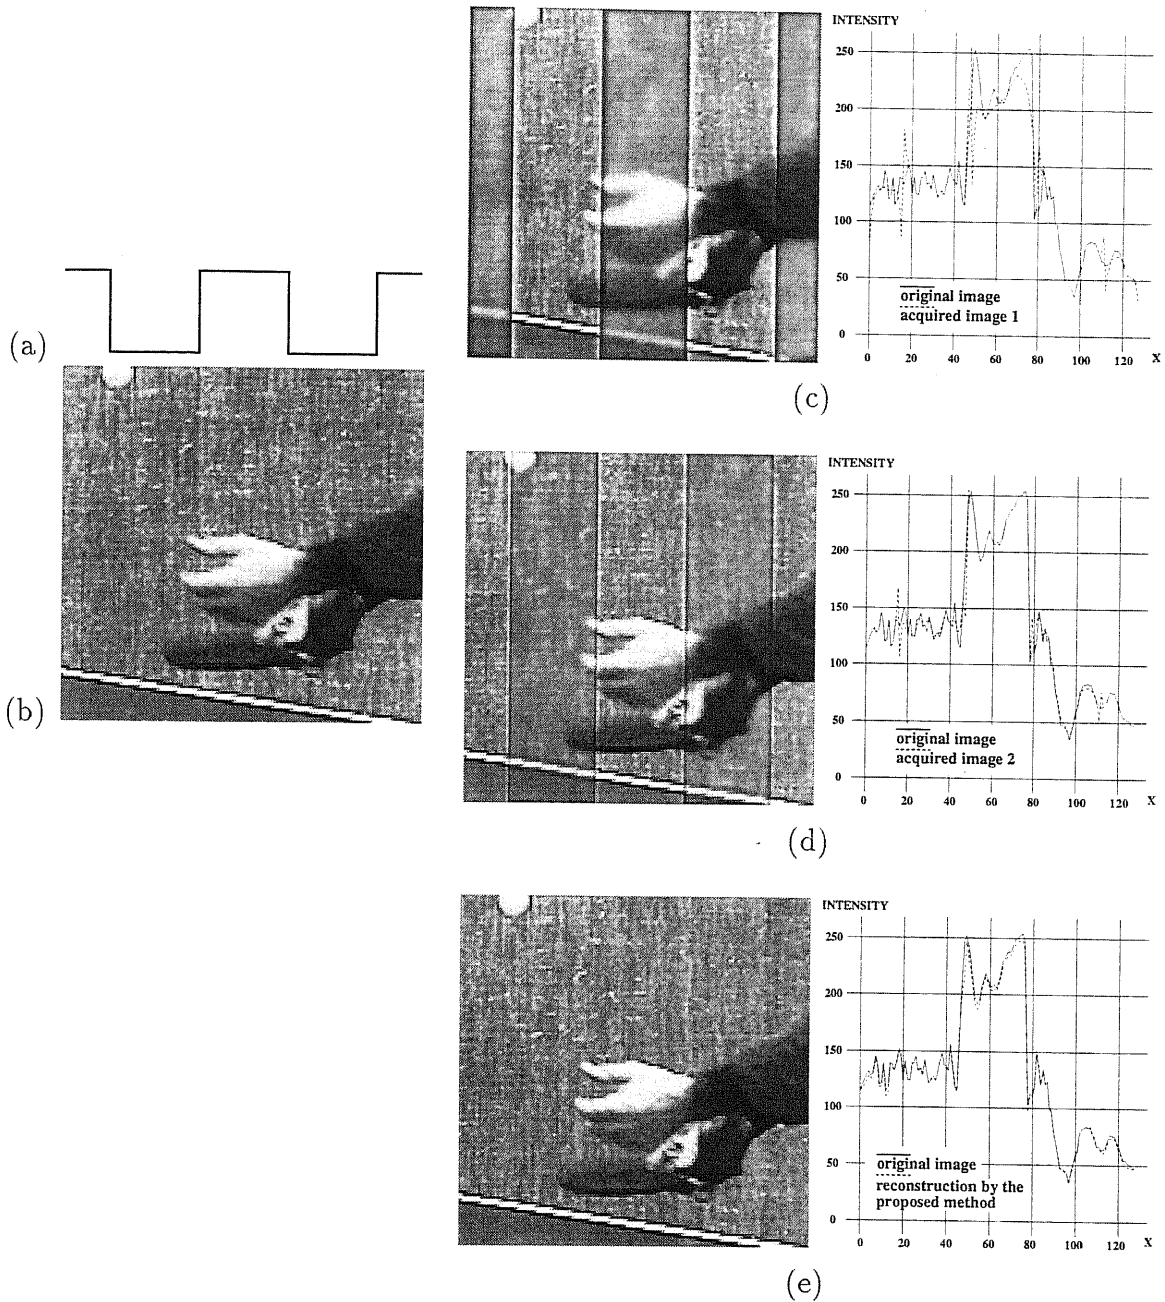 INTENSITY
250
200
150
100
50
0
0 20 40 60 80 100 120 X
original image
acquired image 1
(a)
(c)
INTENSITY
250
200
150
100
50
0
0 20 40 60 80 100 120 X
original image
acquired image 2
(b)
(d)
INTENSITY
250
200
150
100
50
0
0 20 40 60 80 100 120 X
original image
reconstruction by the
proposed method
(e)